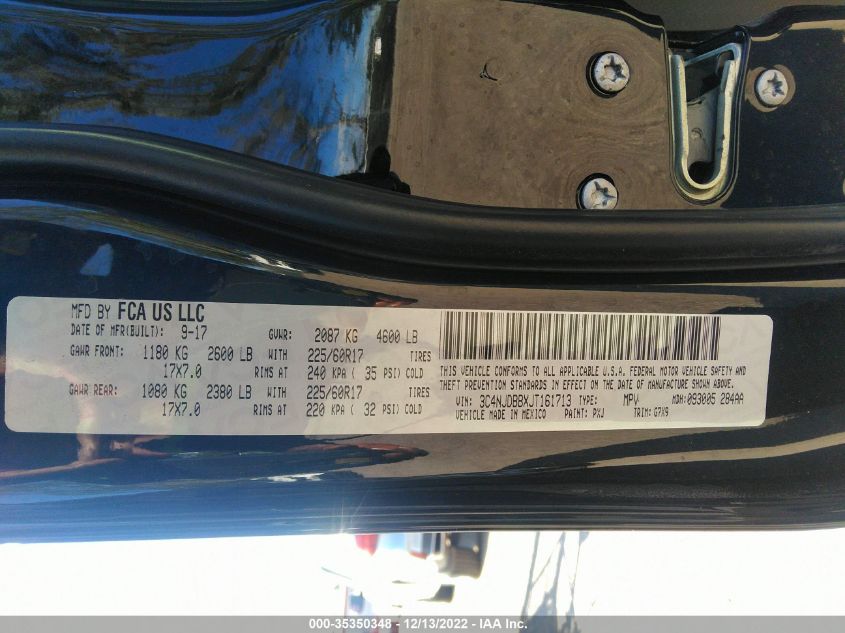 MFD BY FCA US LLC
DATE OF MFR(BUILT): 9-17 GVWR: 2087 KG 4600 LB
GAWR FRONT: 1180 KG 2600 LB WITH 225/60R17 TIRES
17X7.0 RIMS AT 240 KPA ( 35 PSI) COLD
GAWR REAR: 1080 KG 2380 LB WITH 225/60R17 TIRES
17X7.0 RIMS AT 220 KPA ( 32 PSI) COLD
THIS VEHICLE CONFORMS TO ALL APPLICABLE U.S.A. FEDERAL MOTOR VEHICLE SAFETY AND
THEFT PREVENTION STANDARDS IN EFFECT ON THE DATE OF MANUFACTURE SHOWN ABOVE.
VIN: 3C4NJDBBXJT161713 TYPE: MPV MDH: 093005 284AA
VEHICLE MADE IN MEXICO PAINT: PXJ TRIM: G7X9
000-35350348 - 12/13/2022 - IAA Inc.